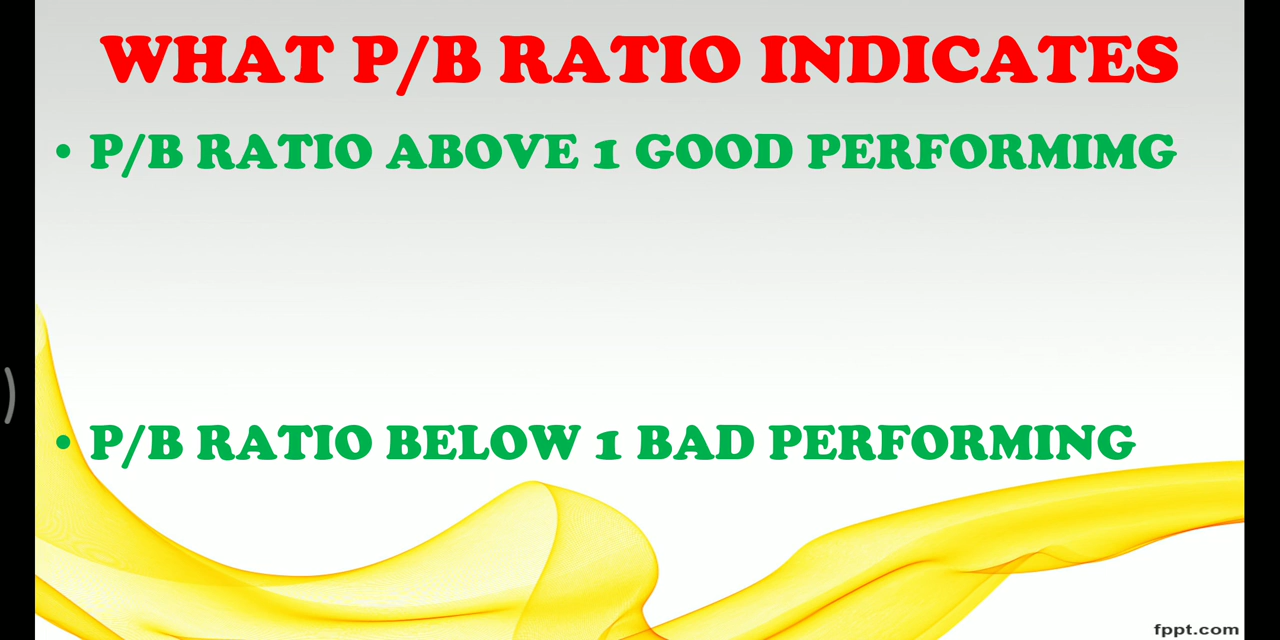 WHAT P/B RATIO INDICATES
• P/B RATIO ABOVE 1 GOOD PERFORMIMG
• P/B RATIO BELOW 1 BAD PERFORMING
fppt.com